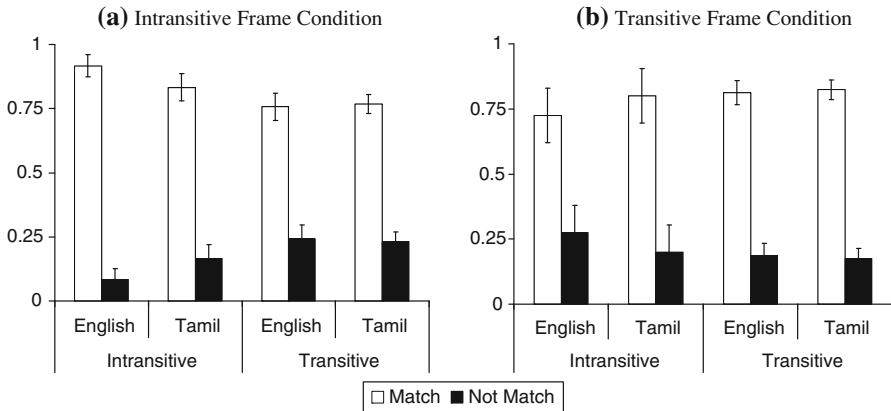 (a) Intransitive Frame Condition
1
0.75
0.5
0.25
0
English Tamil English Tamil
Intransitive Transitive
(b) Transitive Frame Condition
1
0.75
0.5
0.25
0
English Tamil English Tamil
Intransitive Transitive
Match Not Match